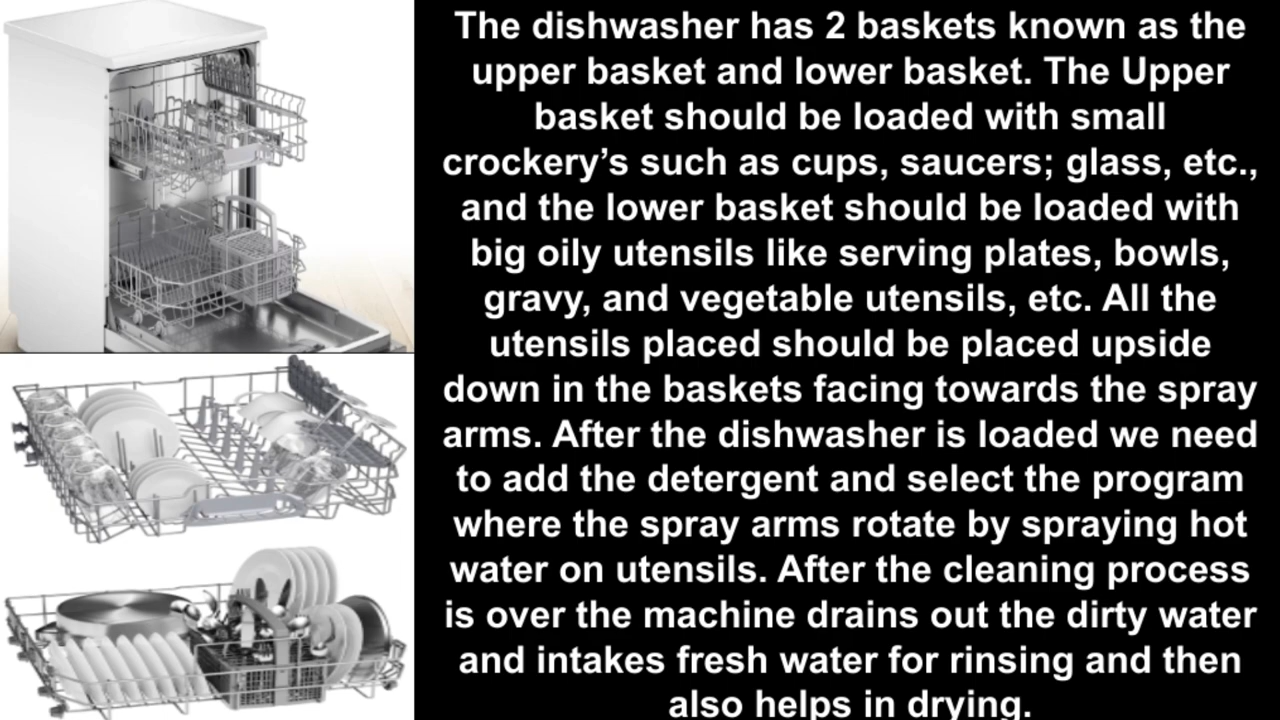 The dishwasher has 2 baskets known as the
upper basket and lower basket. The Upper
basket should be loaded with small
crockery’s such as cups, saucers; glass, etc.,
and the lower basket should be loaded with
big oily utensils like serving plates, bowls,
gravy, and vegetable utensils, etc. All the
utensils placed should be placed upside
down in the baskets facing towards the spray
arms. After the dishwasher is loaded we need
to add the detergent and select the program
where the spray arms rotate by spraying hot
water on utensils. After the cleaning process
is over the machine drains out the dirty water
and intakes fresh water for rinsing and then
also helps in drying.